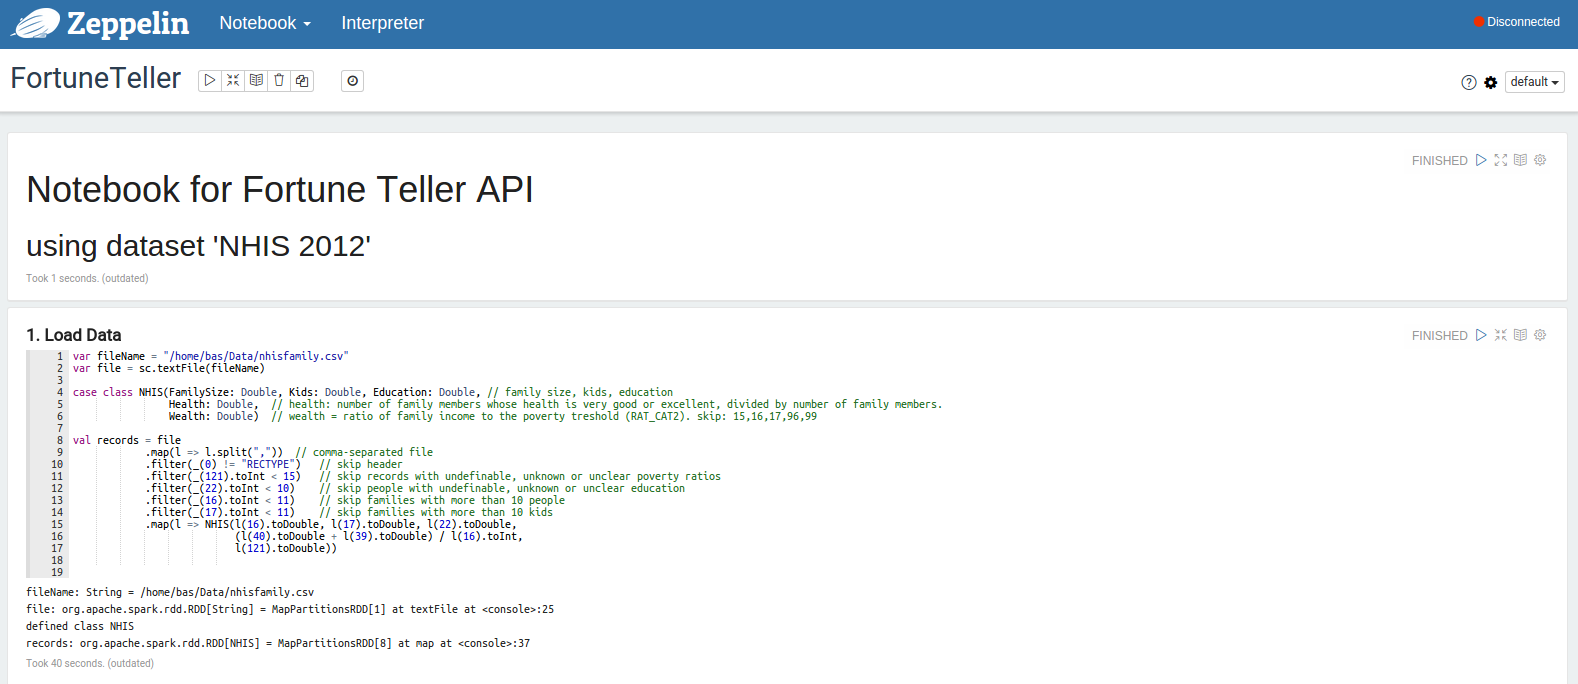 Zeppelin Notebook Interpreter Disconnected
FortuneTeller default
FINISHED
Notebook for Fortune Teller API
using dataset 'NHIS 2012'
Took 1 seconds. (outdated)
1. Load Data FINISHED
1 var fileName = "/home/bas/Data/nhisfamily.csv"
2 var file = sc.textFile(fileName)
3
4 case class NHIS(FamilySize: Double, Kids: Double, Education: Double, // family size, kids, education
5 Health: Double, // health: number of family members whose health is very good or excellent, divided by number of family members.
6 Wealth: Double) // wealth = ratio of family income to the poverty treshold (RAT_CAT2). skip: 15,16,17,96,99
7
8 val records = file
9 .map(l => l.split(",")) // comma-separated file
10 .filter(_(0) != "RECTYPE") // skip header
11 .filter(_(121).toInt < 15) // skip records with undefinable, unknown or unclear poverty ratios
12 .filter(_(22).toInt < 10) // skip people with undefinable, unknown or unclear education
13 .filter(_(16).toInt < 11) // skip families with more than 10 people
14 .filter(_(17).toInt < 11) // skip families with more than 10 kids
15 .map(l => NHIS(l(16).toDouble, l(17).toDouble, l(22).toDouble,
16 (l(40).toDouble + l(39).toDouble) / l(16).toInt,
17 l(121).toDouble))
18
19
fileName: String = /home/bas/Data/nhisfamily.csv
file: org.apache.spark.rdd.RDD[String] = MapPartitionsRDD[1] at textFile at <console>:25
defined class NHIS
records: org.apache.spark.rdd.RDD[NHIS] = MapPartitionsRDD[8] at map at <console>:37
Took 40 seconds. (outdated)